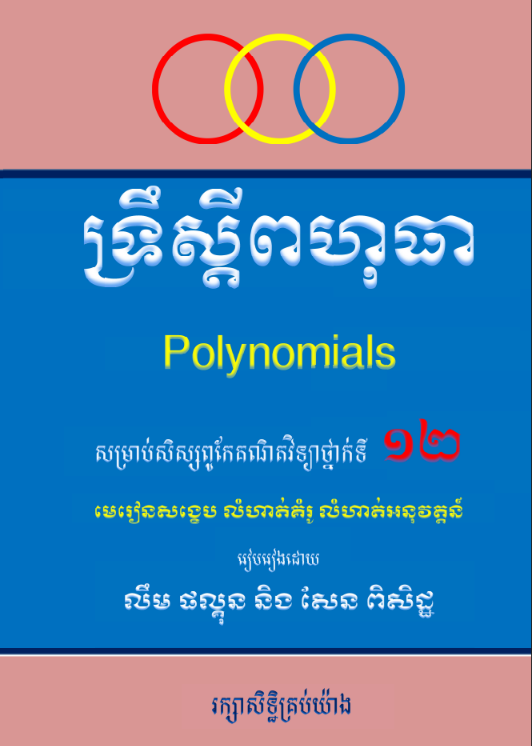 ទ្រឹស្តីពហុធា
Polynomials
សម្រាប់សិស្សពូកែគណិតវិទ្យាថ្នាក់ទី ១២
មេរៀនសង្ខេប លំហាត់គំរូ លំហាត់អនុវត្តន៍
រៀបរៀងដោយ
លឹម ផល្គុន និង សែន ពិសិដ្ឋ
រក្សាសិទ្ធិគ្រប់យ៉ាង